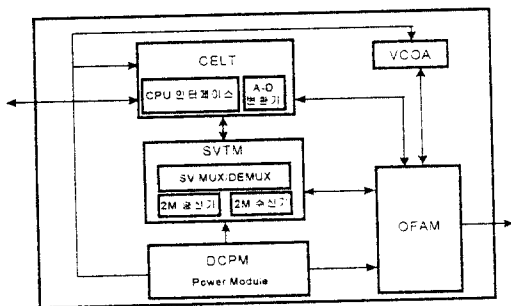 CELT
VCOA
CPU 인터페이스
A-D
변환기
SVTM
SV MUX/DEMUX
2M 송신기
2M 수신기
OFAM
DCPM
Power Module